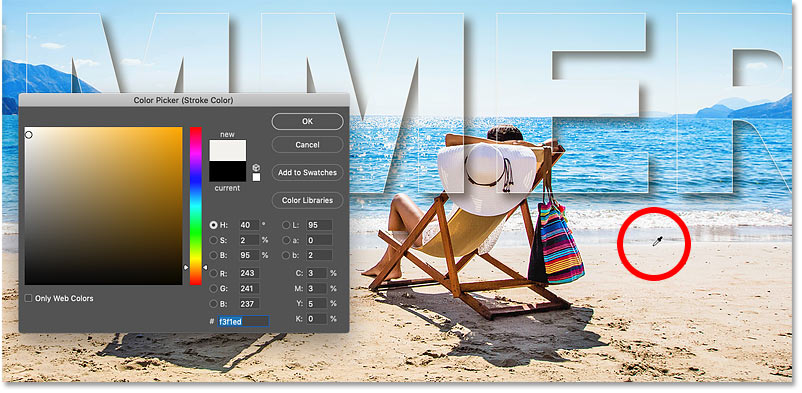 MMER
Color Picker (Stroke Color)
new
current
OK
Cancel
Add to Swatches
Color Libraries
H: 40 °
S: 2 %
B: 95 %
R: 243
G: 241
B: 237
# f3f1ed
L: 95
a: 0
b: 2
C: 3 %
M: 3 %
Y: 5 %
K: 0 %
Only Web Colors